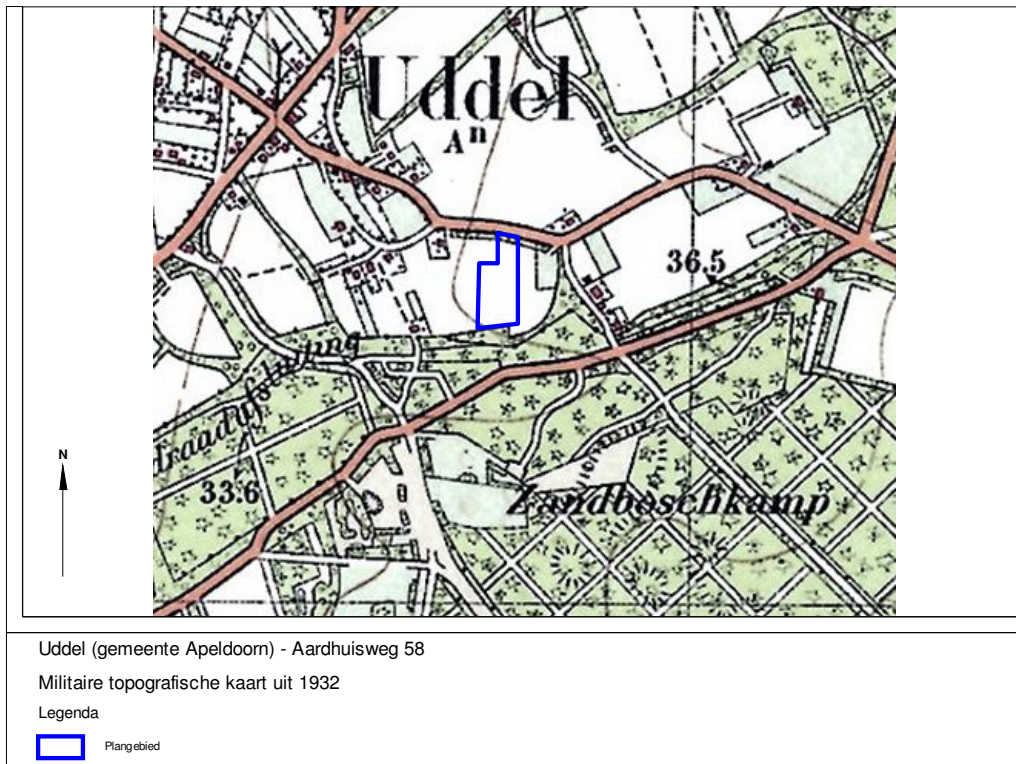 Uddel
An
36.5
draadafsluiting
33.6
Zandboschkamp
N
Uddel (gemeente Apeldoorn) - Aardhuisweg 58
Militaire topografische kaart uit 1932
Legenda
Plangebied